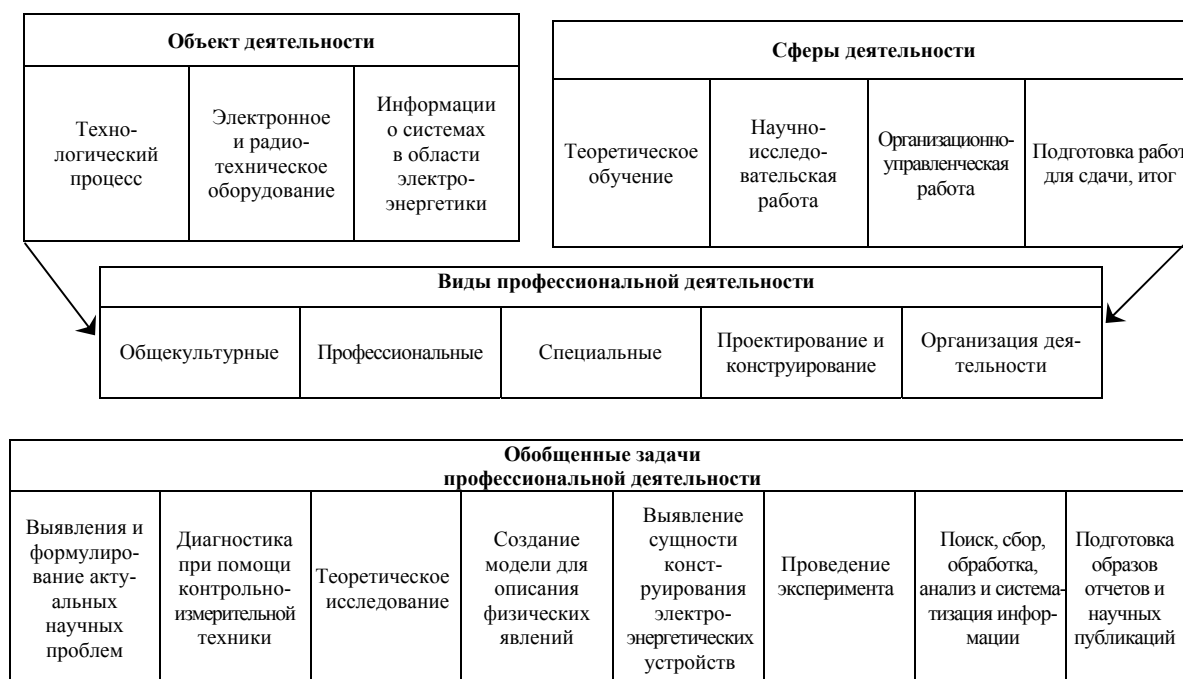 Объект деятельности
Техно-
логический
процесс
Электронное
и радио-
техническое
оборудование
Информации
о системах
в области
электро-
энергетики
Сферы деятельности
Теоретическое
обучение
Научно-
исследо-
вательская
работа
Организационно-
управленческая
работа
Подготовка работ
для сдачи, итог
Виды профессиональной деятельности
Общекультурные
Профессиональные
Специальные
Проектирование и
конструирование
Организация дея-
тельности
Обобщенные задачи
профессиональной деятельности
Выявления и
формулиро-
вание акту-
альных
научных
проблем
Диагностика
при помощи
контрольно-
измерительной
техники
Теоретическое
исследование
Создание
модели для
описания
физических
явлений
Выявление
сущности
конст-
руирования
электро-
энергетических
устройств
Проведение
эксперимента
Поиск, сбор,
обработка,
анализ и система-
тизация инфор-
мации
Подготовка
образов
отчетов и
научных
публикаций